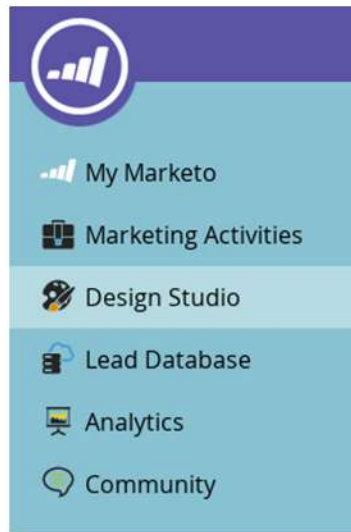 My Marketo
Marketing Activities
Design Studio
Lead Database
Analytics
Community